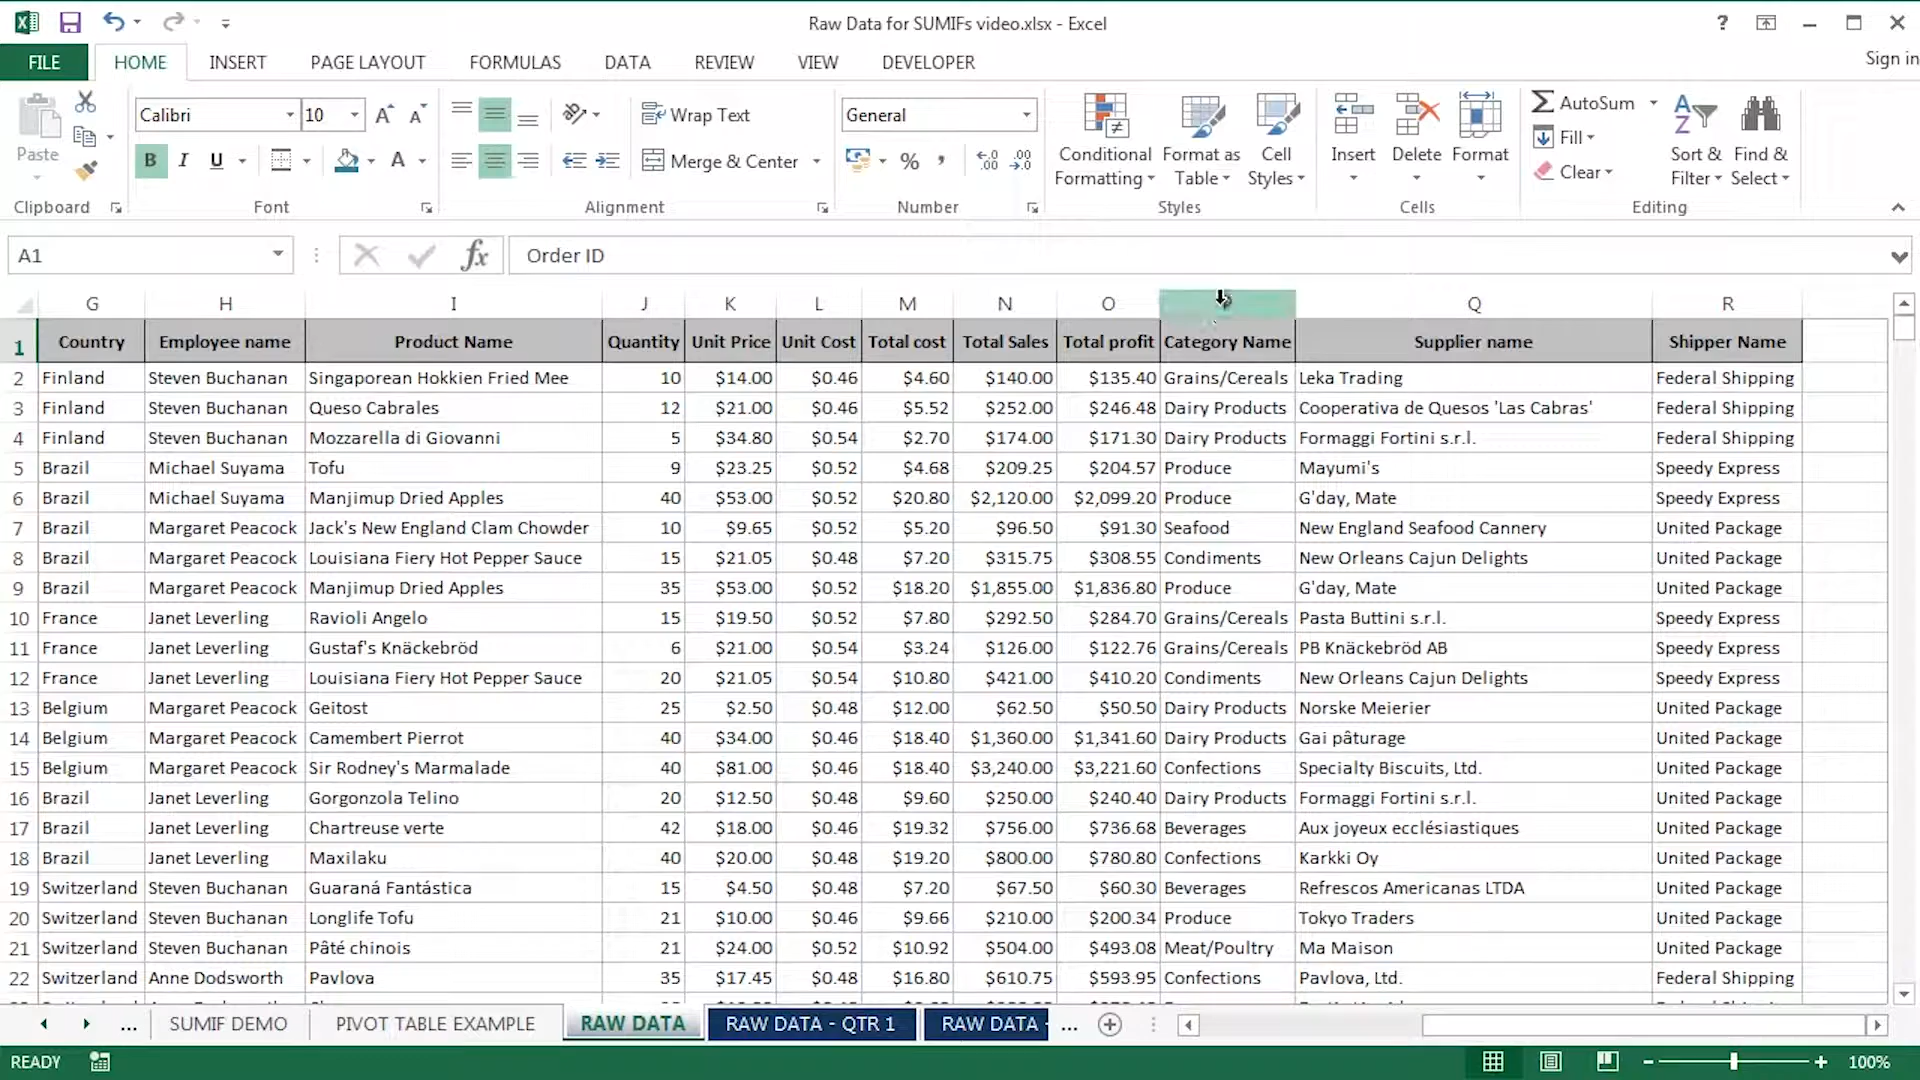 Raw Data for SUMIFs video.xlsx - Excel
?
FILE HOME INSERT PAGE LAYOUT FORMULAS DATA REVIEW VIEW DEVELOPER Sign in
Paste Calibri 10 A A Wrap Text General Conditional Formatting Format as Table Cell Styles Insert Delete Format AutoSum Fill Clear Sort & Filter Find & Select
B I U A Merge & Center $ % , .00 .0
Clipboard Font Alignment Number Styles Cells Editing
A1 fx Order ID
G H I J K L M N O Q R
1 Country Employee name Product Name Quantity Unit Price Unit Cost Total cost Total Sales Total profit Category Name Supplier name Shipper Name
2 Finland Steven Buchanan Singaporean Hokkien Fried Mee 10 $14.00 $0.46 $4.60 $140.00 $135.40 Grains/Cereals Leka Trading Federal Shipping
3 Finland Steven Buchanan Queso Cabrales 12 $21.00 $0.46 $5.52 $252.00 $246.48 Dairy Products Cooperativa de Quesos 'Las Cabras' Federal Shipping
4 Finland Steven Buchanan Mozzarella di Giovanni 5 $34.80 $0.54 $2.70 $174.00 $171.30 Dairy Products Formaggi Fortini s.r.l. Federal Shipping
5 Brazil Michael Suyama Tofu 9 $23.25 $0.52 $4.68 $209.25 $204.57 Produce Mayumi's Speedy Express
6 Brazil Michael Suyama Manjimup Dried Apples 40 $53.00 $0.52 $20.80 $2,120.00 $2,099.20 Produce G'day, Mate Speedy Express
7 Brazil Margaret Peacock Jack's New England Clam Chowder 10 $9.65 $0.52 $5.20 $96.50 $91.30 Seafood New England Seafood Cannery United Package
8 Brazil Margaret Peacock Louisiana Fiery Hot Pepper Sauce 15 $21.05 $0.48 $7.20 $315.75 $308.55 Condiments New Orleans Cajun Delights United Package
9 Brazil Margaret Peacock Manjimup Dried Apples 35 $53.00 $0.52 $18.20 $1,855.00 $1,836.80 Produce G'day, Mate United Package
10 France Janet Leverling Ravioli Angelo 15 $19.50 $0.52 $7.80 $292.50 $284.70 Grains/Cereals Pasta Buttini s.r.l. Speedy Express
11 France Janet Leverling Gustaf's Knäckebröd 6 $21.00 $0.54 $3.24 $126.00 $122.76 Grains/Cereals PB Knäckebröd AB Speedy Express
12 France Janet Leverling Louisiana Fiery Hot Pepper Sauce 20 $21.05 $0.54 $10.80 $421.00 $410.20 Condiments New Orleans Cajun Delights Speedy Express
13 Belgium Margaret Peacock Geitost 25 $2.50 $0.48 $12.00 $62.50 $50.50 Dairy Products Norske Meierier United Package
14 Belgium Margaret Peacock Camembert Pierrot 40 $34.00 $0.46 $18.40 $1,360.00 $1,341.60 Dairy Products Gai pâturage United Package
15 Belgium Margaret Peacock Sir Rodney's Marmalade 40 $81.00 $0.46 $18.40 $3,240.00 $3,221.60 Confections Specialty Biscuits, Ltd. United Package
16 Brazil Janet Leverling Gorgonzola Telino 20 $12.50 $0.48 $9.60 $250.00 $240.40 Dairy Products Formaggi Fortini s.r.l. United Package
17 Brazil Janet Leverling Chartreuse verte 42 $18.00 $0.46 $19.32 $756.00 $736.68 Beverages Aux joyeux ecclésiastiques United Package
18 Brazil Janet Leverling Maxilaku 40 $20.00 $0.48 $19.20 $800.00 $780.80 Confections Karkki Oy United Package
19 Switzerland Steven Buchanan Guaraná Fantástica 15 $4.50 $0.48 $7.20 $67.50 $60.30 Beverages Refrescos Americanas LTDA United Package
20 Switzerland Steven Buchanan Longlife Tofu 21 $10.00 $0.46 $9.66 $210.00 $200.34 Produce Tokyo Traders United Package
21 Switzerland Steven Buchanan Pâté chinois 21 $24.00 $0.52 $10.92 $504.00 $493.08 Meat/Poultry Ma Maison United Package
22 Switzerland Anne Dodsworth Pavlova 35 $17.45 $0.48 $16.80 $610.75 $593.95 Confections Pavlova, Ltd. Federal Shipping
... SUMIF DEMO PIVOT TABLE EXAMPLE RAW DATA RAW DATA - QTR 1 RAW DATA - ...
READY 100%